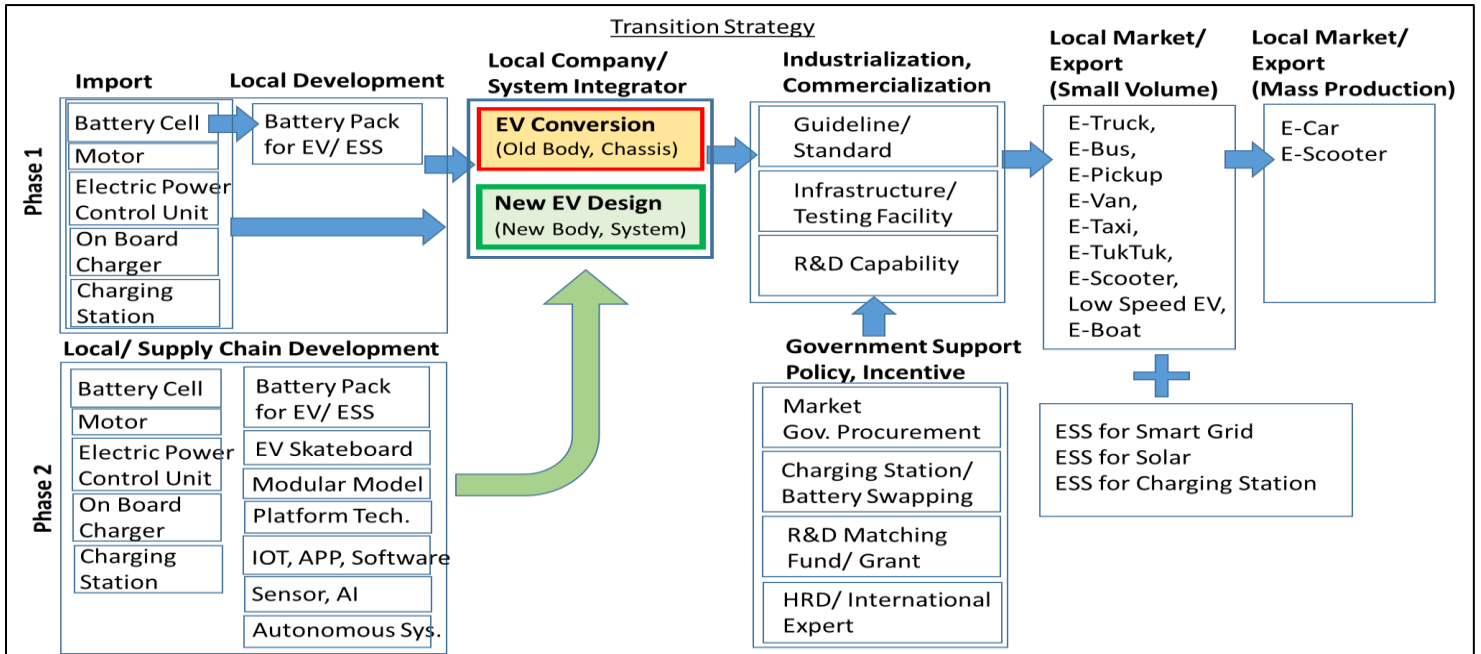 Transition Strategy
Import
Local Development
Local Company/
System Integrator
Industrialization,
Commercialization
Local Market/
Export
(Small Volume)
Local Market/
Export
(Mass Production)
Phase 1
Battery Cell
Motor
Electric Power
Control Unit
On Board
Charger
Charging
Station
Battery Pack
for EV/ ESS
EV Conversion
(Old Body, Chassis)
New EV Design
(New Body, System)
Guideline/
Standard
Infrastructure/
Testing Facility
R&D Capability
E-Truck,
E-Bus,
E-Pickup
E-Van,
E-Taxi,
E-TukTuk,
E-Scooter,
Low Speed EV,
E-Boat
E-Car
E-Scooter
Phase 2
Local/ Supply Chain Development
Battery Cell
Motor
Electric Power
Control Unit
On Board
Charger
Charging
Station
Battery Pack
for EV/ ESS
EV Skateboard
Modular Model
Platform Tech.
IOT, APP, Software
Sensor, AI
Autonomous Sys.
Government Support
Policy, Incentive
Market
Gov. Procurement
Charging Station/
Battery Swapping
R&D Matching
Fund/ Grant
HRD/ International
Expert
ESS for Smart Grid
ESS for Solar
ESS for Charging Station